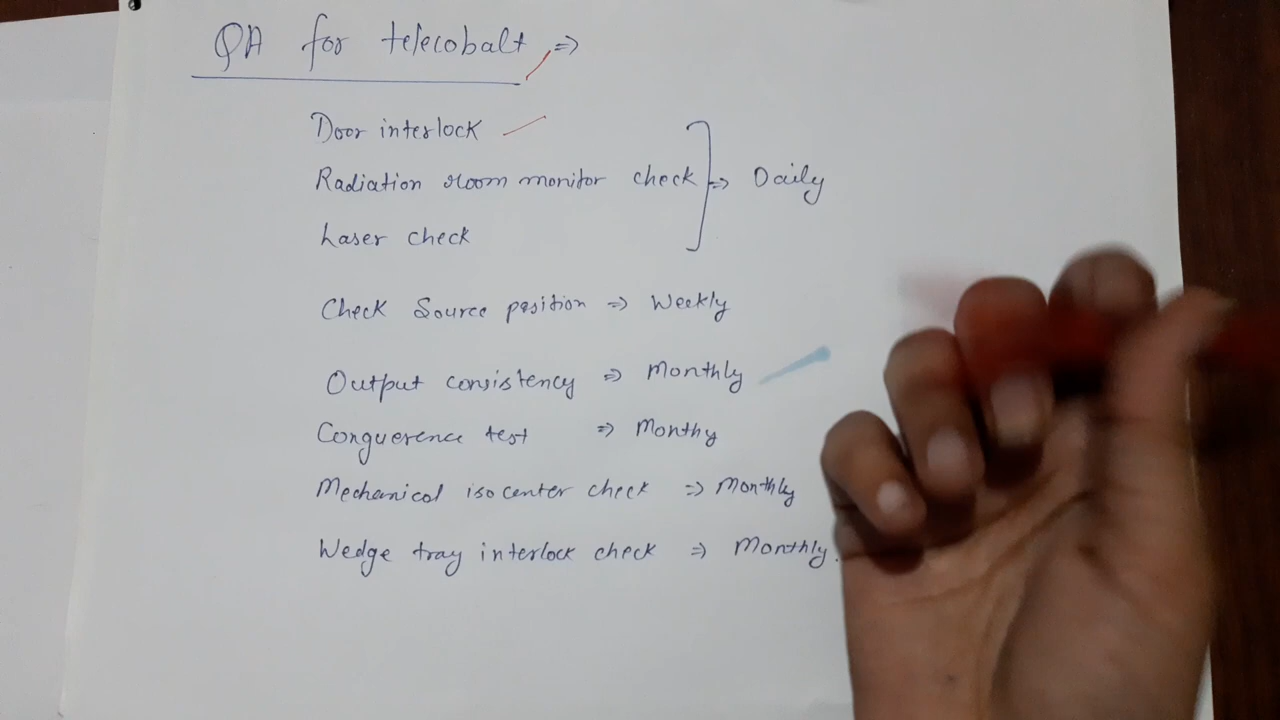 QA for telecobalt =>
Door interlock
Radiation room monitor check => Daily
Laser check
Check Source position => Weekly
Output consistency => Monthly
Conguerence test => Monthy
Mechanical isocenter check => Monthly
Wedge tray interlock check => Monthly.